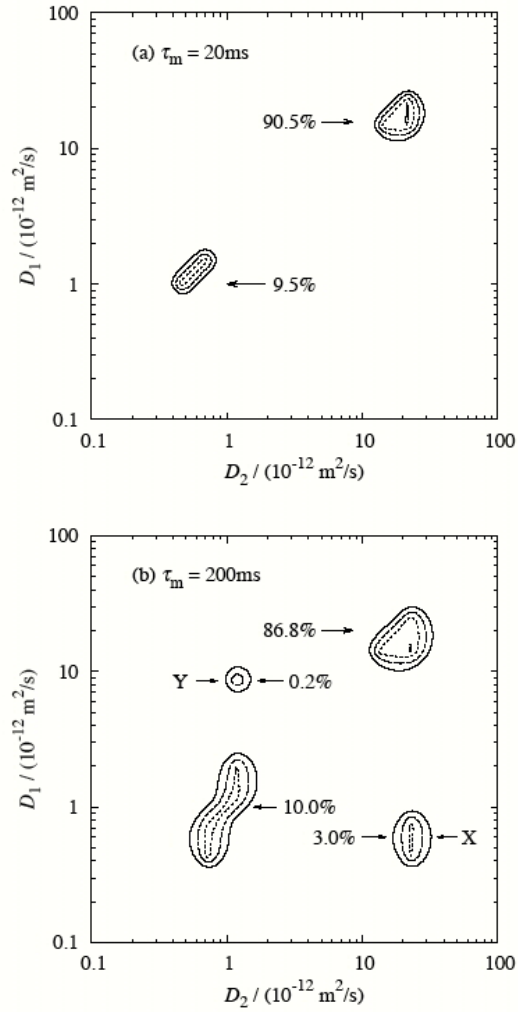 100
(a) τm = 20ms
90.5%
10
D1 / (10-12 m2/s)
1
9.5%
0.1
0.1 1 10 100
D2 / (10-12 m2/s)
100
(b) τm = 200ms
86.8%
10
Y 0.2%
D1 / (10-12 m2/s)
1 10.0%
3.0% X
0.1
0.1 1 10 100
D2 / (10-12 m2/s)